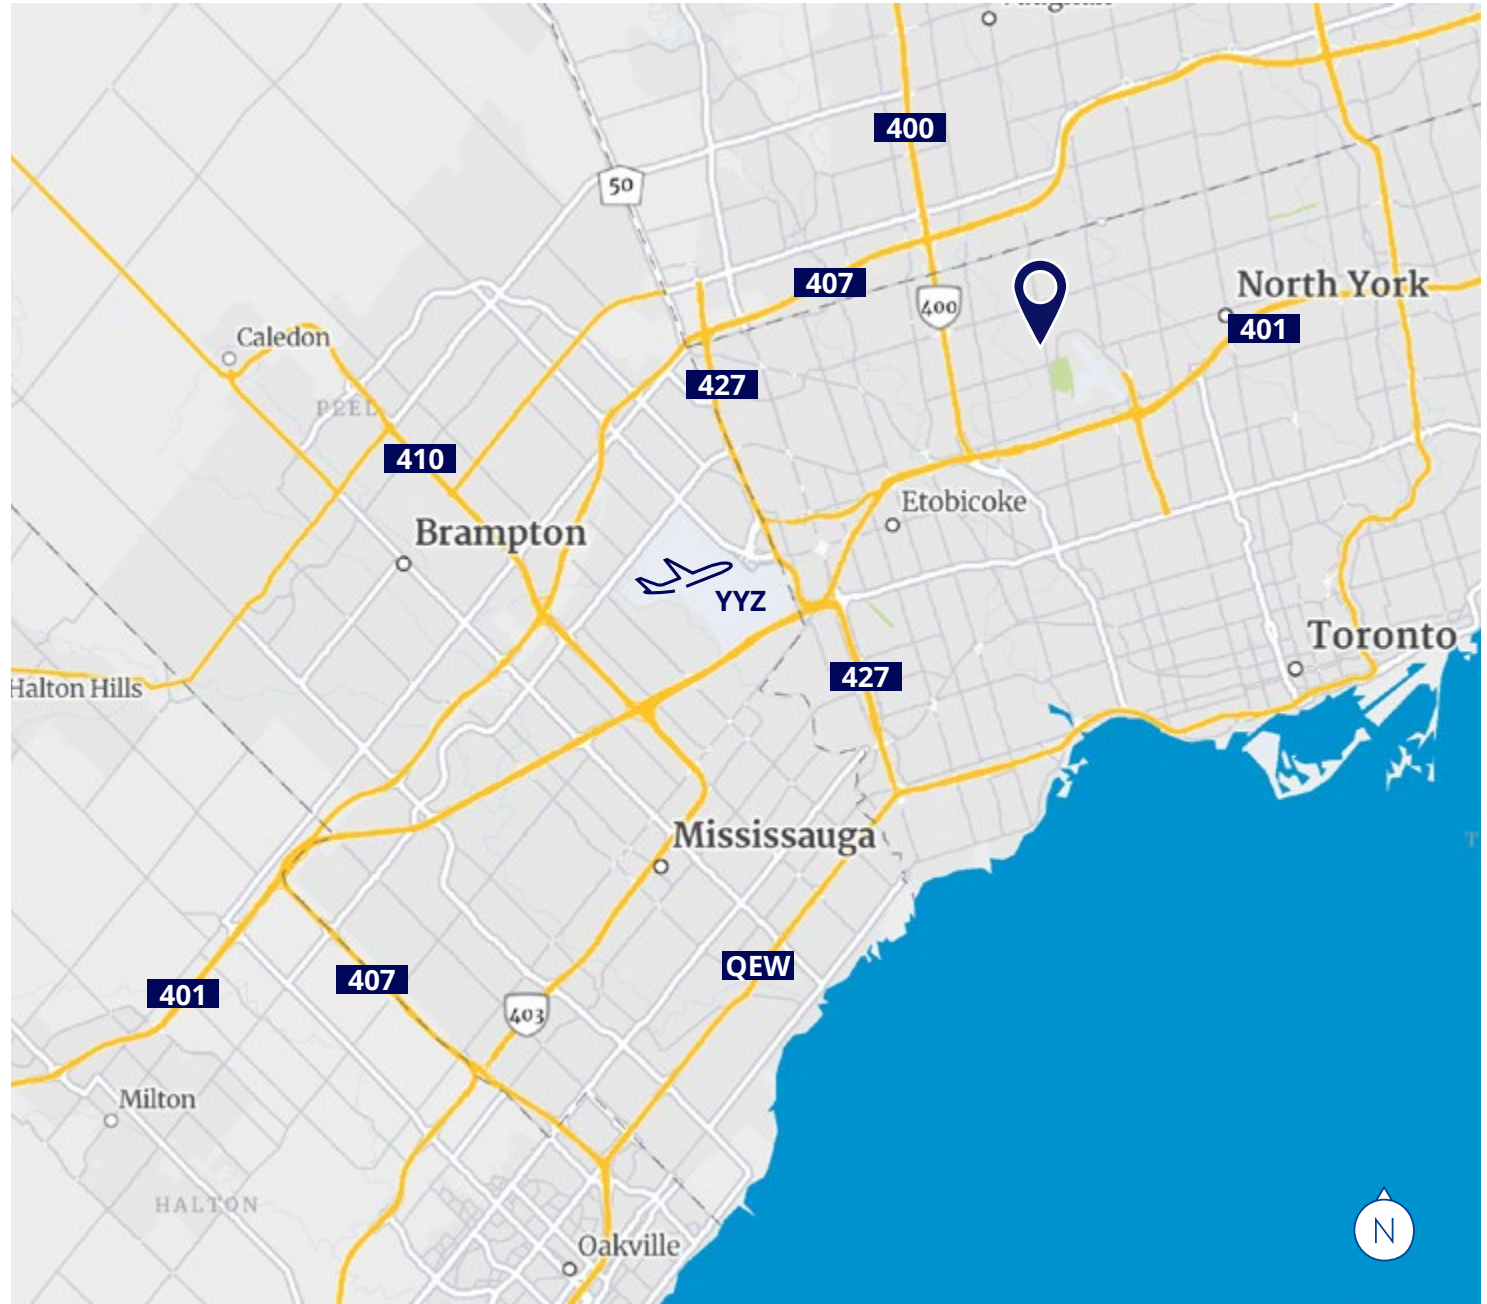 400
50
407
400
North York
401
Caledon
427
PEEL
410
Etobicoke
Brampton
YYZ
Toronto
427
Halton Hills
Mississauga
QEW
407
401
403
Milton
HALTON
N
Oakville